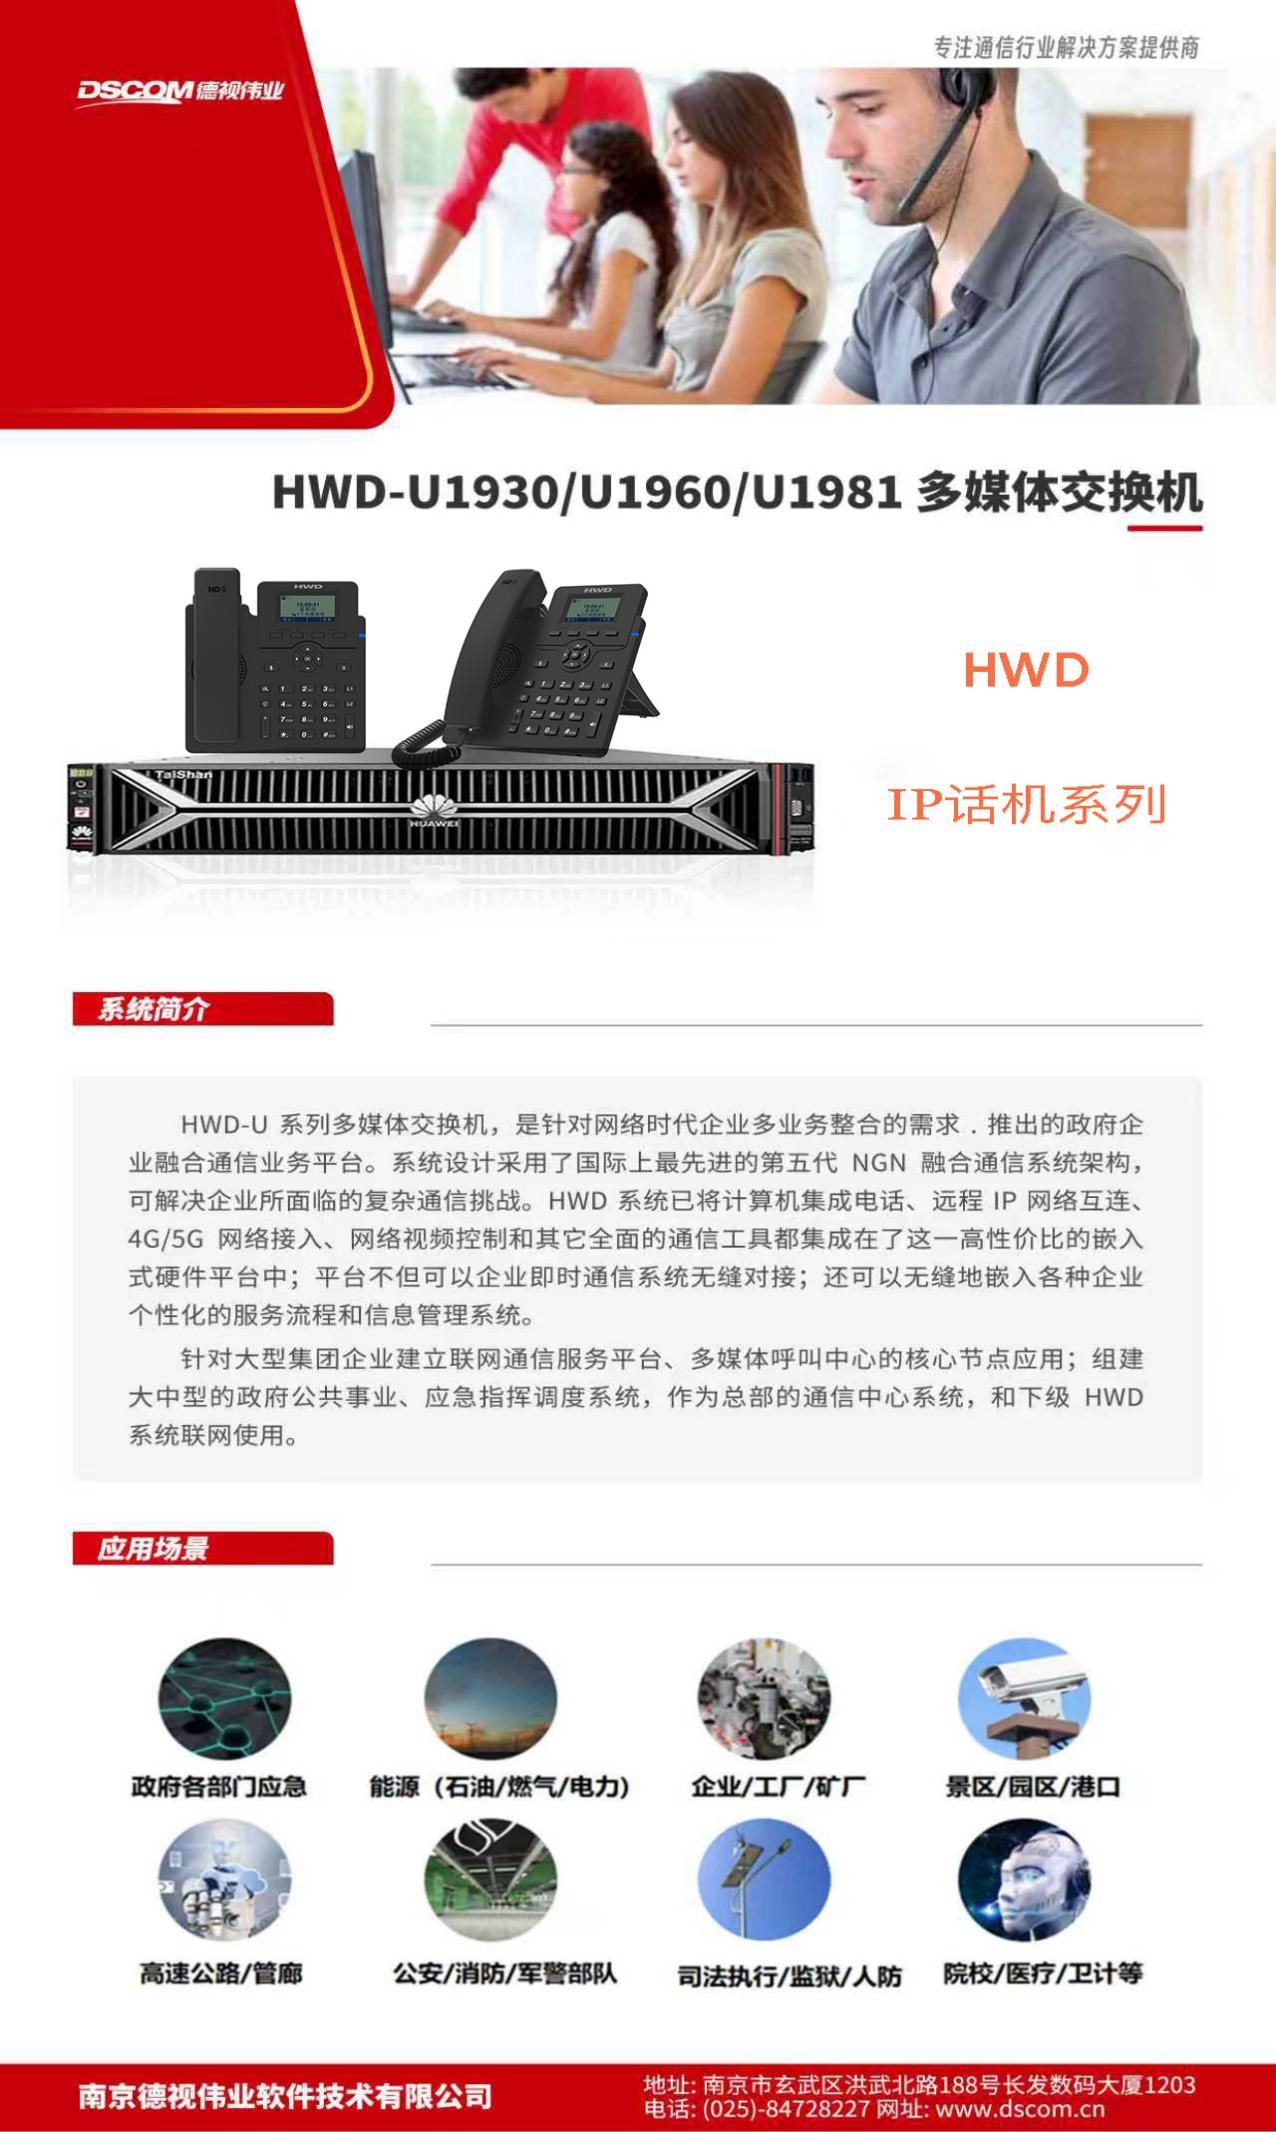 专注通信行业解决方案提供商
DSCOM 德视伟业
HWD-U1930/U1960/U1981 多媒体交换机
HWD
HWD
HD
HD
HWD
IP话机系列
TaiShan
HUAWEI
系统简介
HWD-U 系列多媒体交换机，是针对网络时代企业多业务整合的需求．推出的政府企
业融合通信业务平台。系统设计采用了国际上最先进的第五代 NGN 融合通信系统架构，
可解决企业所面临的复杂通信挑战。HWD 系统已将计算机集成电话、远程 IP 网络互连、
4G/5G 网络接入、网络视频控制和其它全面的通信工具都集成在了这一高性价比的嵌入
式硬件平台中；平台不但可以企业即时通信系统无缝对接；还可以无缝地嵌入各种企业
个性化的服务流程和信息管理系统。
针对大型集团企业建立联网通信服务平台、多媒体呼叫中心的核心节点应用；组建
大中型的政府公共事业、应急指挥调度系统，作为总部的通信中心系统，和下级 HWD
系统联网使用。
应用场景
政府各部门应急
能源（石油/燃气/电力）
企业/工厂/矿厂
景区/园区/港口
高速公路/管廊
公安/消防/军警部队
司法执行/监狱/人防
院校/医疗/卫计等
南京德视伟业软件技术有限公司
地址: 南京市玄武区洪武北路188号长发数码大厦1203
电话: (025)-84728227 网址: www.dscom.cn